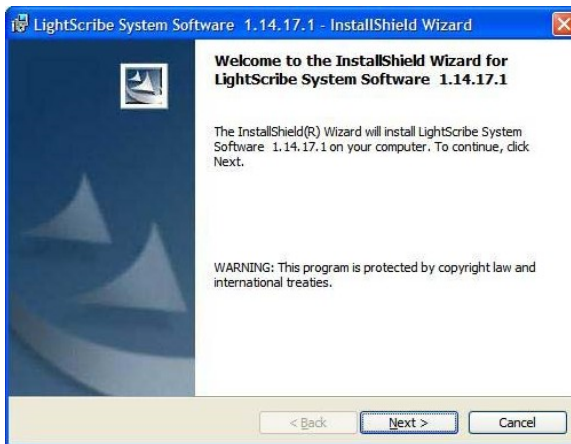 LightScribe System Software 1.14.17.1 - InstallShield Wizard
Welcome to the InstallShield Wizard for
LightScribe System Software 1.14.17.1
The InstallShield(R) Wizard will install LightScribe System
Software 1.14.17.1 on your computer. To continue, click
Next.
WARNING: This program is protected by copyright law and
international treaties.
< Back
Next >
Cancel